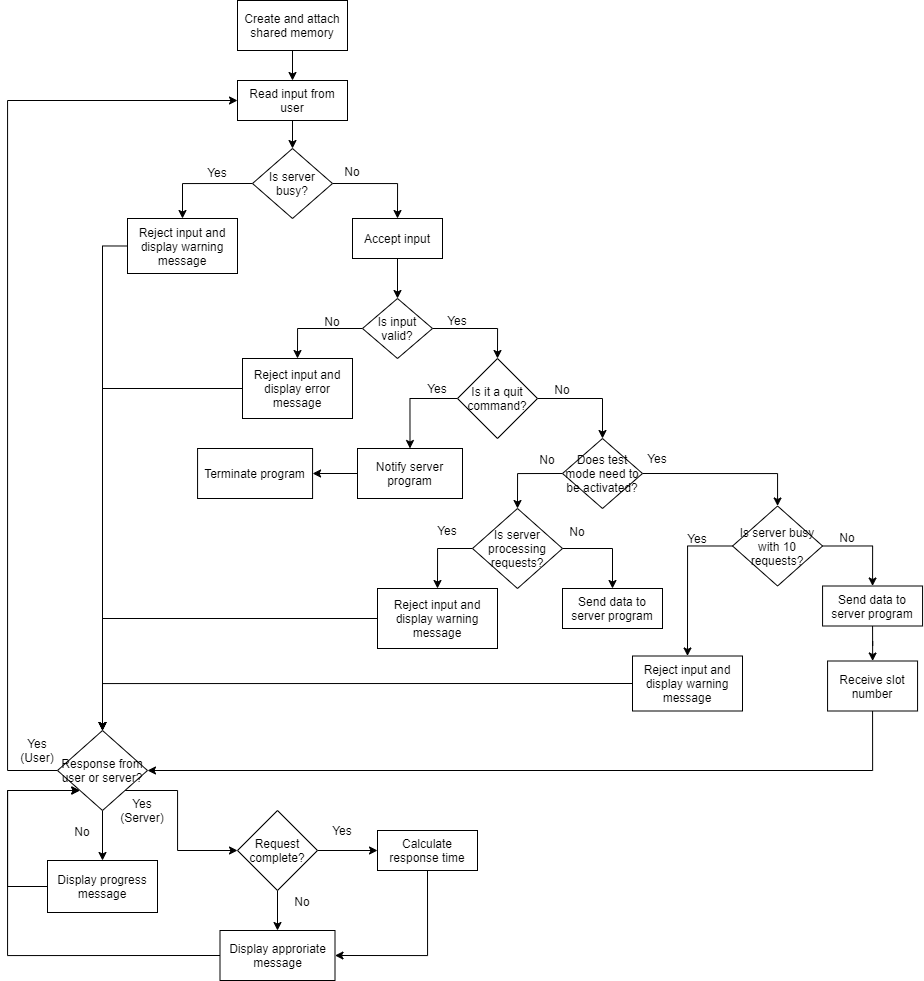 Create and attach
shared memory
Read input from
user
Yes
Is server
busy?
No
Reject input and
display warning
message
Accept input
No
Is input
valid?
Yes
Reject input and
display error
message
Yes
Is it a quit
command?
No
Terminate program
Notify server
program
No
Does test
mode need to
be activated?
Yes
Yes
Is server
processing
requests?
No
Yes
Is server busy
with 10
requests?
No
Reject input and
display warning
message
Send data to
server program
Send data to
server program
Reject input and
display warning
message
Receive slot
number
Yes
(User)
Response from
user or server?
No
Yes
(Server)
Request
complete?
Yes
Calculate
response time
Display progress
message
No
Display approriate
message